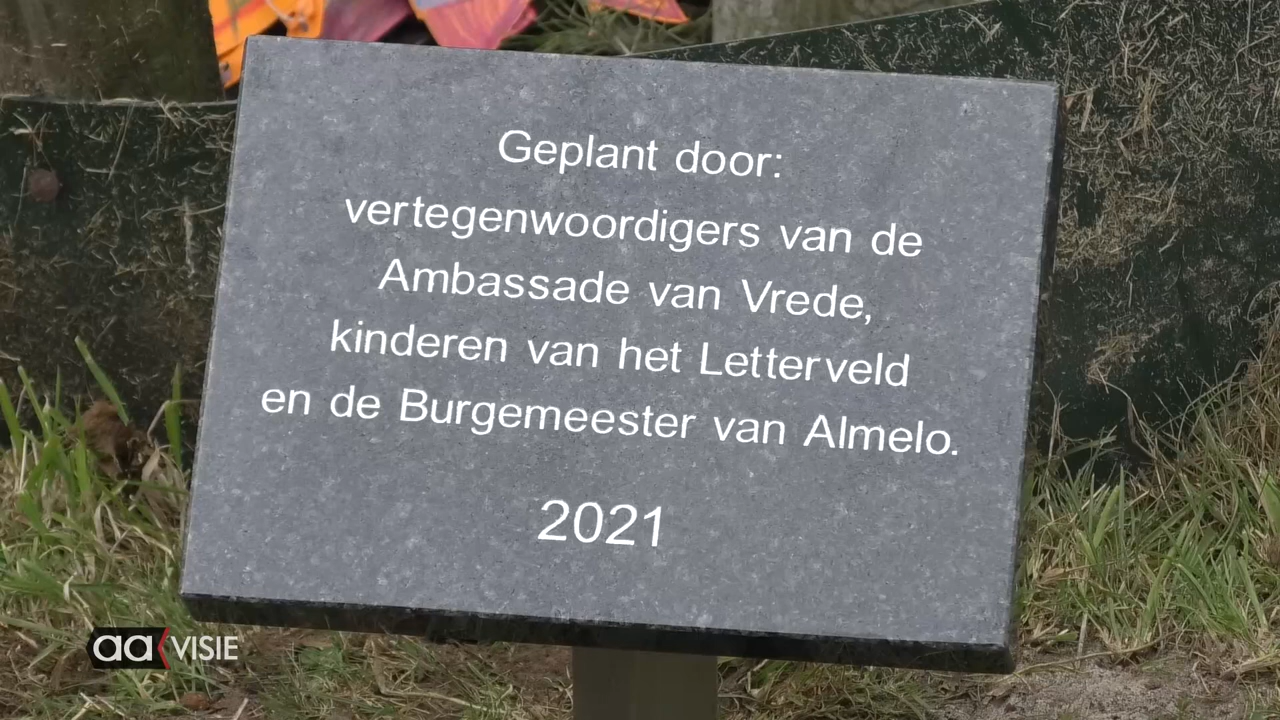 Geplant door:
vertegenwoordigers van de
Ambassade van Vrede,
kinderen van het Letterveld
en de Burgemeester van Almelo.
2021
aa VISIE